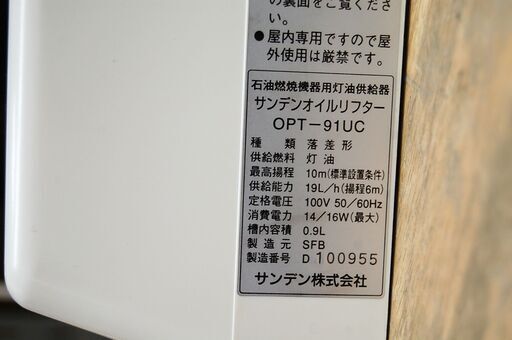 の裏面をご覧くださ
い。
●屋内専用ですので屋
外使用は厳禁です。
石油燃焼機器用灯油供給器
サンデンオイルリフター
OPT-91UC
種類 落差形
供給燃料 灯油
最高揚程 10m(標準設置条件)
供給能力 19L/h(揚程6m)
定格電圧 100V 50/60Hz
消費電力 14/16W(最大)
槽内容積 0.9L
製造元 SFB
製造番号 D 100955
サンデン株式会社